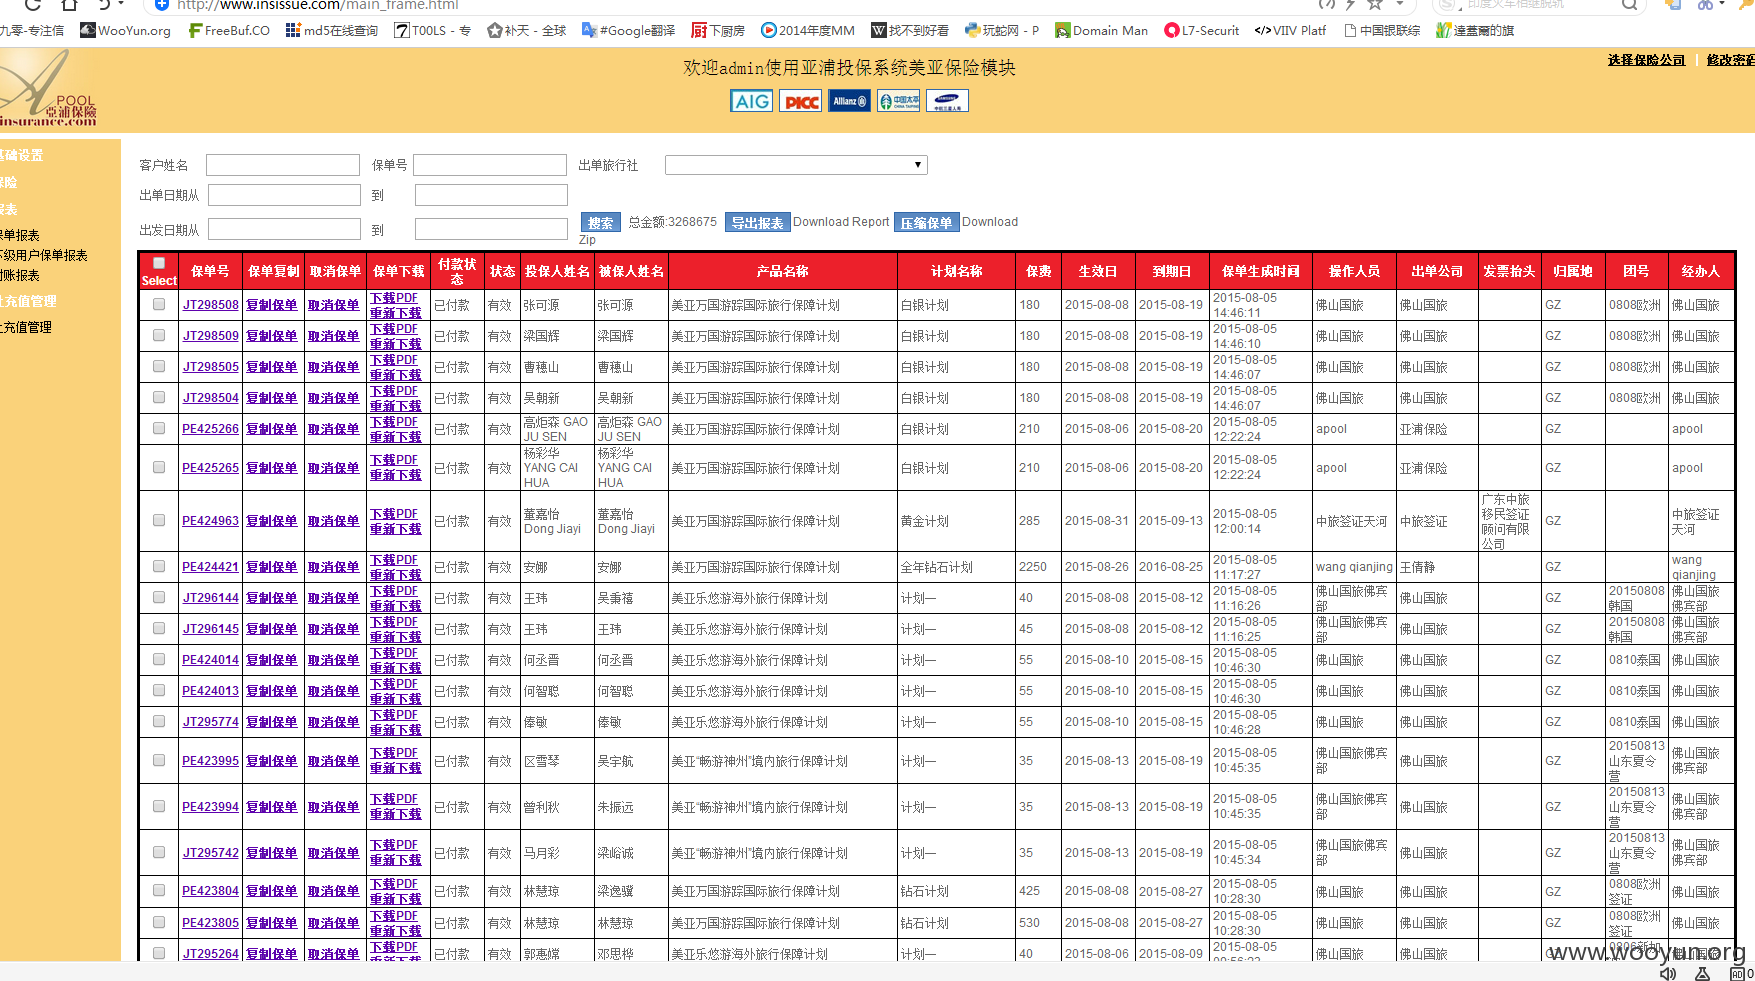 http://www.insissue.com/main_frame.html
九零-专注信 WooYun.org FreeBuf.CO md5在线查询 T00LS - 专 补天 - 全球 #Google翻译 下厨房 2014年度MM 找不到好看 玩蛇网 - P Domain Man L7-Securit VIIV Platf 中国银联综 達蓋爾的旗
欢迎admin使用亚浦投保系统美亚保险模块
选择保险公司 | 修改密码
AIG PICC Allianz 中国太平
APOOL
亞浦保險
insurance.com
基础设置
保险
报表
保单报表
下级用户保单报表
对账报表
充值管理
充值管理
客户姓名 保单号 出单旅行社
出单日期从 到
出发日期从 到 搜索 总金额:3268675 导出报表 Download Report 压缩保单 Download Zip
Select 保单号 保单复制 取消保单 保单下载 付款状态 状态 投保人姓名 被保人姓名 产品名称 计划名称 保费 生效日 到期日 保单生成时间 操作人员 出单公司 发票抬头 归属地 团号 经办人
JT298508 复制保单 取消保单 下载PDF 重新下载 已付款 有效 张可源 张可源 美亚万国游踪国际旅行保障计划 白银计划 180 2015-08-08 2015-08-19 2015-08-05 14:46:11 佛山国旅 佛山国旅 GZ 0808欧洲 佛山国旅
JT298509 复制保单 取消保单 下载PDF 重新下载 已付款 有效 梁国辉 梁国辉 美亚万国游踪国际旅行保障计划 白银计划 180 2015-08-08 2015-08-19 2015-08-05 14:46:10 佛山国旅 佛山国旅 GZ 0808欧洲 佛山国旅
JT298505 复制保单 取消保单 下载PDF 重新下载 已付款 有效 曹穗山 曹穗山 美亚万国游踪国际旅行保障计划 白银计划 180 2015-08-08 2015-08-19 2015-08-05 14:46:07 佛山国旅 佛山国旅 GZ 0808欧洲 佛山国旅
JT298504 复制保单 取消保单 下载PDF 重新下载 已付款 有效 吴朝新 吴朝新 美亚万国游踪国际旅行保障计划 白银计划 180 2015-08-08 2015-08-19 2015-08-05 14:46:07 佛山国旅 佛山国旅 GZ 0808欧洲 佛山国旅
PE425266 复制保单 取消保单 下载PDF 重新下载 已付款 有效 高炬森 GAO JU SEN 高炬森 GAO JU SEN 美亚万国游踪国际旅行保障计划 白银计划 210 2015-08-06 2015-08-20 2015-08-05 12:22:24 apool 亚浦保险 GZ apool
PE425265 复制保单 取消保单 下载PDF 重新下载 已付款 有效 杨彩华 YANG CAI HUA 杨彩华 YANG CAI HUA 美亚万国游踪国际旅行保障计划 白银计划 210 2015-08-06 2015-08-20 2015-08-05 12:22:24 apool 亚浦保险 GZ apool
PE424963 复制保单 取消保单 下载PDF 重新下载 已付款 有效 董嘉怡 Dong Jiayi 董嘉怡 Dong Jiayi 美亚万国游踪国际旅行保障计划 黄金计划 285 2015-08-31 2015-09-13 2015-08-05 12:00:14 中旅签证天河 中旅签证 广东中旅移民签证顾问有限公司 GZ 中旅签证天河
PE424421 复制保单 取消保单 下载PDF 重新下载 已付款 有效 安娜 安娜 美亚万国游踪国际旅行保障计划 全年钻石计划 2250 2015-08-26 2016-08-25 2015-08-05 11:17:27 wang qianjing 王倩静 GZ wang qianjing
JT296144 复制保单 取消保单 下载PDF 重新下载 已付款 有效 王玮 吴秉禧 美亚乐悠游海外旅行保障计划 计划一 40 2015-08-08 2015-08-12 2015-08-05 11:16:26 佛山国旅佛宾部 佛山国旅 GZ 20150808韩国 佛山国旅佛宾部
JT296145 复制保单 取消保单 下载PDF 重新下载 已付款 有效 王玮 王玮 美亚乐悠游海外旅行保障计划 计划一 45 2015-08-08 2015-08-12 2015-08-05 11:16:25 佛山国旅佛宾部 佛山国旅 GZ 20150808韩国 佛山国旅佛宾部
PE424014 复制保单 取消保单 下载PDF 重新下载 已付款 有效 何丞晋 何丞晋 美亚乐悠游海外旅行保障计划 计划一 55 2015-08-10 2015-08-15 2015-08-05 10:46:30 佛山国旅 佛山国旅 GZ 0810泰国 佛山国旅
PE424013 复制保单 取消保单 下载PDF 重新下载 已付款 有效 何智聪 何智聪 美亚乐悠游海外旅行保障计划 计划一 55 2015-08-10 2015-08-15 2015-08-05 10:46:30 佛山国旅 佛山国旅 GZ 0810泰国 佛山国旅
JT295774 复制保单 取消保单 下载PDF 重新下载 已付款 有效 俸敏 俸敏 美亚乐悠游海外旅行保障计划 计划一 55 2015-08-10 2015-08-15 2015-08-05 10:46:28 佛山国旅 佛山国旅 GZ 0810泰国 佛山国旅
PE423995 复制保单 取消保单 下载PDF 重新下载 已付款 有效 区雪琴 吴宇航 美亚“畅游神州”境内旅行保障计划 计划一 35 2015-08-13 2015-08-19 2015-08-05 10:45:35 佛山国旅佛宾部 佛山国旅 GZ 20150813山东夏令营 佛山国旅佛宾部
PE423994 复制保单 取消保单 下载PDF 重新下载 已付款 有效 曾利秋 朱振远 美亚“畅游神州”境内旅行保障计划 计划一 35 2015-08-13 2015-08-19 2015-08-05 10:45:35 佛山国旅佛宾部 佛山国旅 GZ 20150813山东夏令营 佛山国旅佛宾部
JT295742 复制保单 取消保单 下载PDF 重新下载 已付款 有效 马月彩 梁峪诚 美亚“畅游神州”境内旅行保障计划 计划一 35 2015-08-13 2015-08-19 2015-08-05 10:45:34 佛山国旅佛宾部 佛山国旅 GZ 20150813山东夏令营 佛山国旅佛宾部
PE423804 复制保单 取消保单 下载PDF 重新下载 已付款 有效 林慧琼 梁逸骥 美亚万国游踪国际旅行保障计划 钻石计划 425 2015-08-08 2015-08-27 2015-08-05 10:28:30 佛山国旅 佛山国旅 GZ 0808欧洲签证 佛山国旅
PE423805 复制保单 取消保单 下载PDF 重新下载 已付款 有效 林慧琼 林慧琼 美亚万国游踪国际旅行保障计划 钻石计划 530 2015-08-08 2015-08-27 2015-08-05 10:28:30 佛山国旅 佛山国旅 GZ 0808欧洲签证 佛山国旅
JT295264 复制保单 取消保单 下载PDF 已付款 有效 郭惠嫦 邓思桦 美亚乐悠游海外旅行保障计划 计划一 40 2015-08-06 2015-08-09 2015-08-05 佛山国旅 佛山国旅 GZ 0806新加 佛山国旅
www.wooyun.org